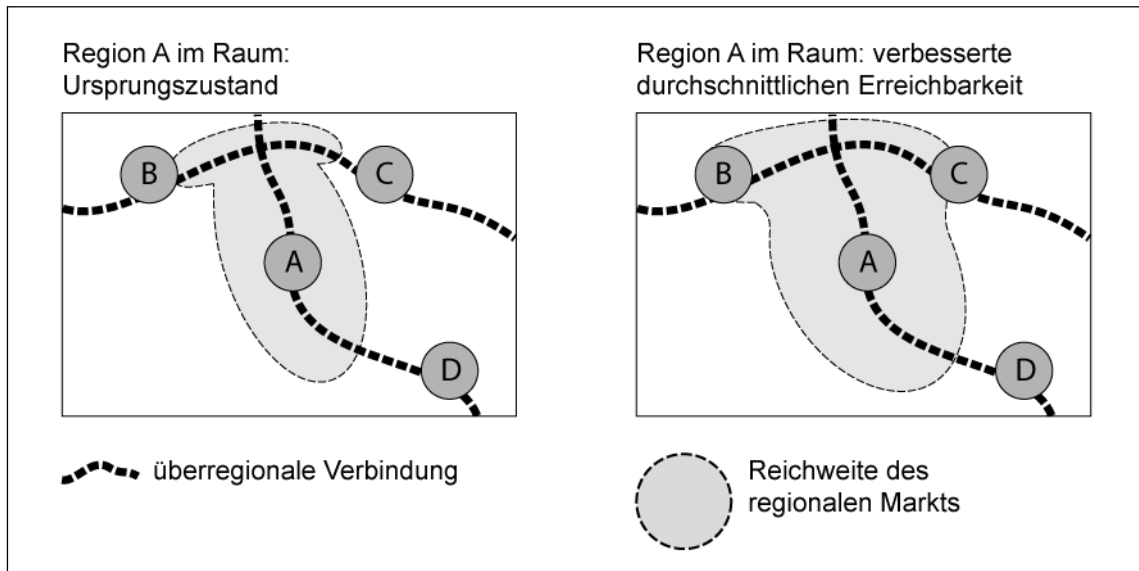 Region A im Raum:
Ursprungszustand
B
C
A
D
Region A im Raum: verbesserte
durchschnittlichen Erreichbarkeit
B
C
A
D
überregionale Verbindung
Reichweite des
regionalen Markts